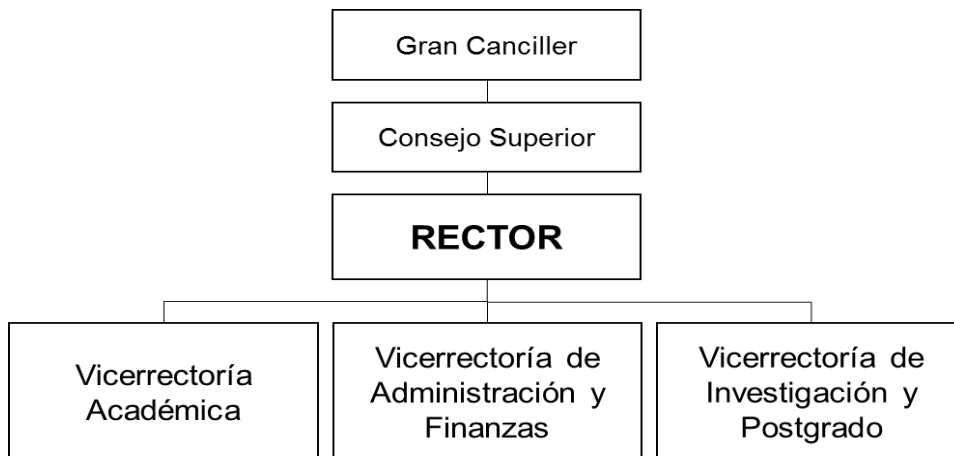 Gran Canciller
Consejo Superior
RECTOR
Vicerrectoría
Académica
Vicerrectoría de
Administración y
Finanzas
Vicerrectoría de
Investigación y
Postgrado